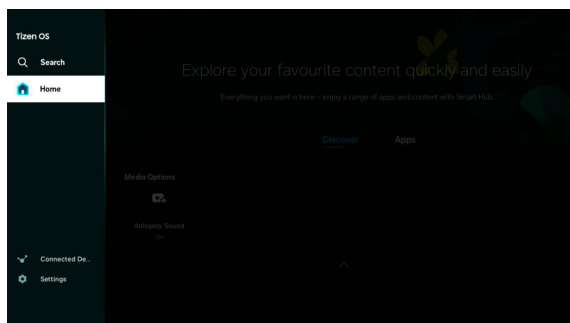 Tizen OS
Search
Home
Connected De...
Settings
Explore your favourite content quickly and easily
Everything you want is here – enjoy a range of apps and content with Smart Hub
Discover
Apps
Media Options
Autoplay Sound
On